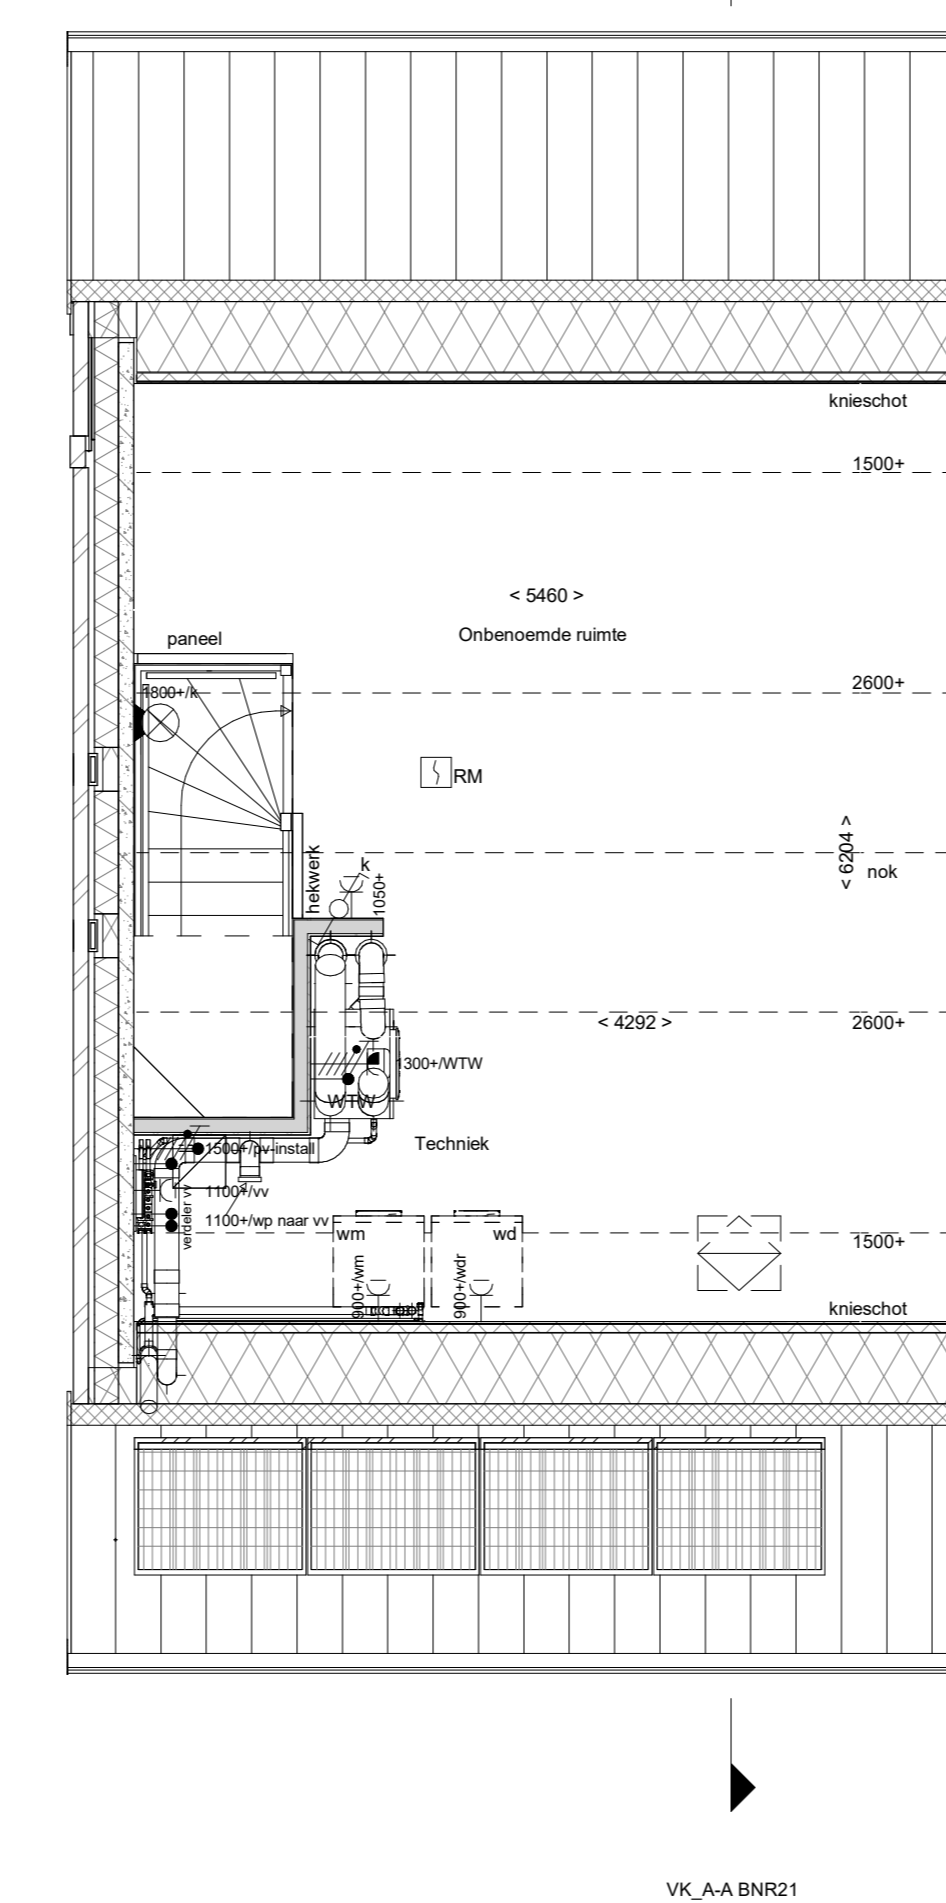 knieschot
1500+
< 5460 >
Onbenoemde ruimte
paneel
2600+
1800+/k
RM
< 6204 >
nok
hekwerk
k
1050+
< 4292 >
2600+
1300+/WTW
WTW
Techniek
1500+/pv-install
1100+/vv
verdeler vv
1100+/wp naar vv
wm
wd
1500+
900+/wm
900+/wdr
knieschot
VK_A-A BNR21